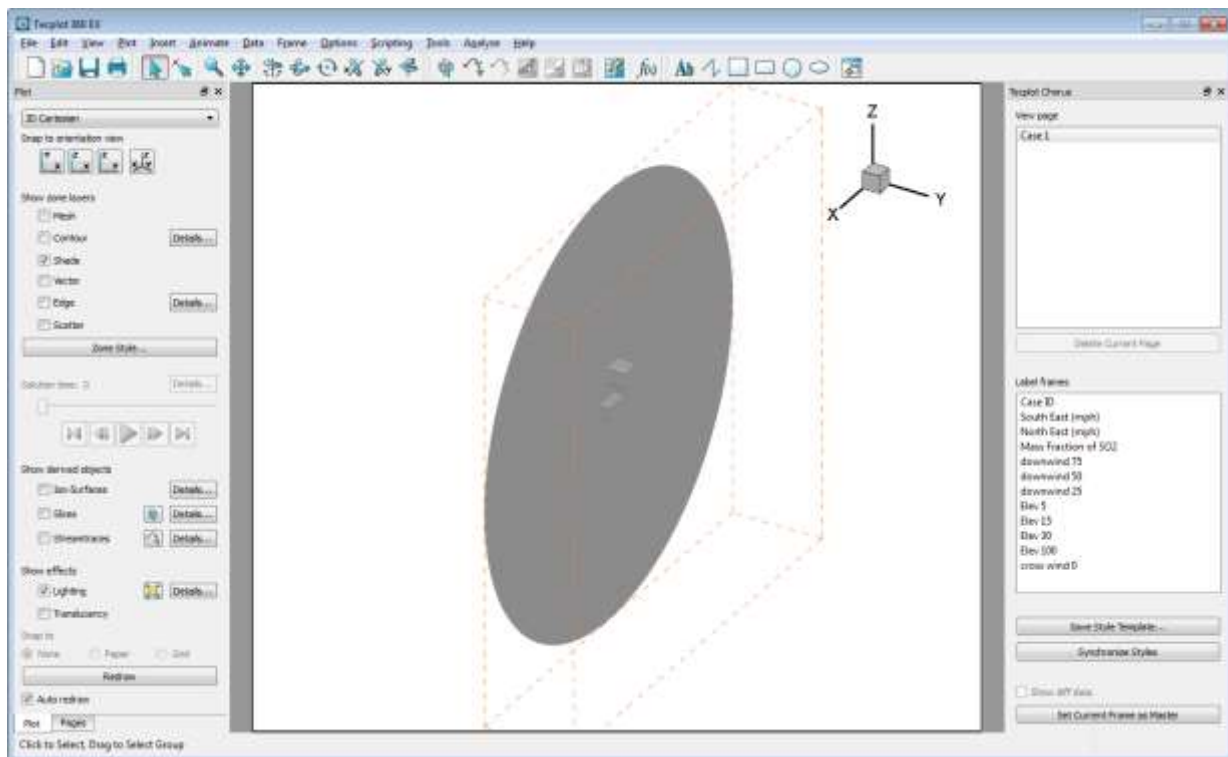 Tecplot 360 EX
File Edit View Plot Insert Animate Data Frame Options Scripting Tools Analyze Help
Plot
Tecplot Chorus
3D Cartesian
Snap to orientation view
Show zone layers
Mesh
Contour Details...
Shade
Vector
Edge Details...
Scatter
Zone Style...
Solution time: 0 Details...
Show derived objects
Iso-Surfaces Details...
Slices Details...
Streamtraces Details...
Show effects
Lighting Details...
Translucency
Snap to
None Paper Grid
Redraw
Auto redraw
Plot Pages
Click to Select, Drag to Select Group
Z
X
Y
View page
Case 1
Delete Current Page
Label frames
Case ID
South East (mph)
North East (mph)
Mass Fraction of SO2
downwind 75
downwind 50
downwind 25
Elev 5
Elev 15
Elev 30
Elev 100
cross wind 0
Save Style Template...
Synchronize Styles
Show diff data
Set Current Frame as Master